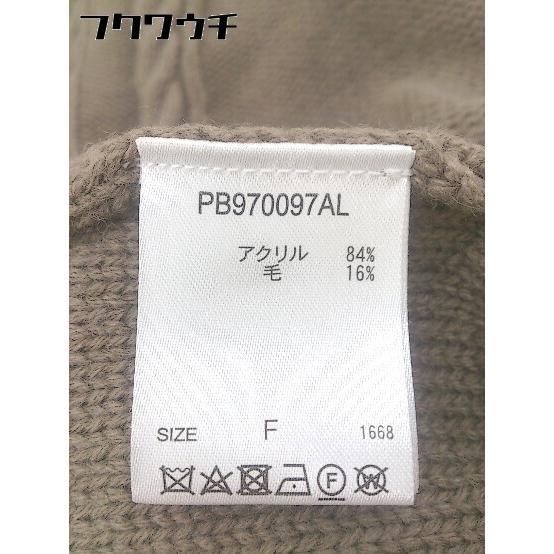 フクワウチ
PB970097AL
アクリル 84%
毛 16%
SIZE F 1668
F